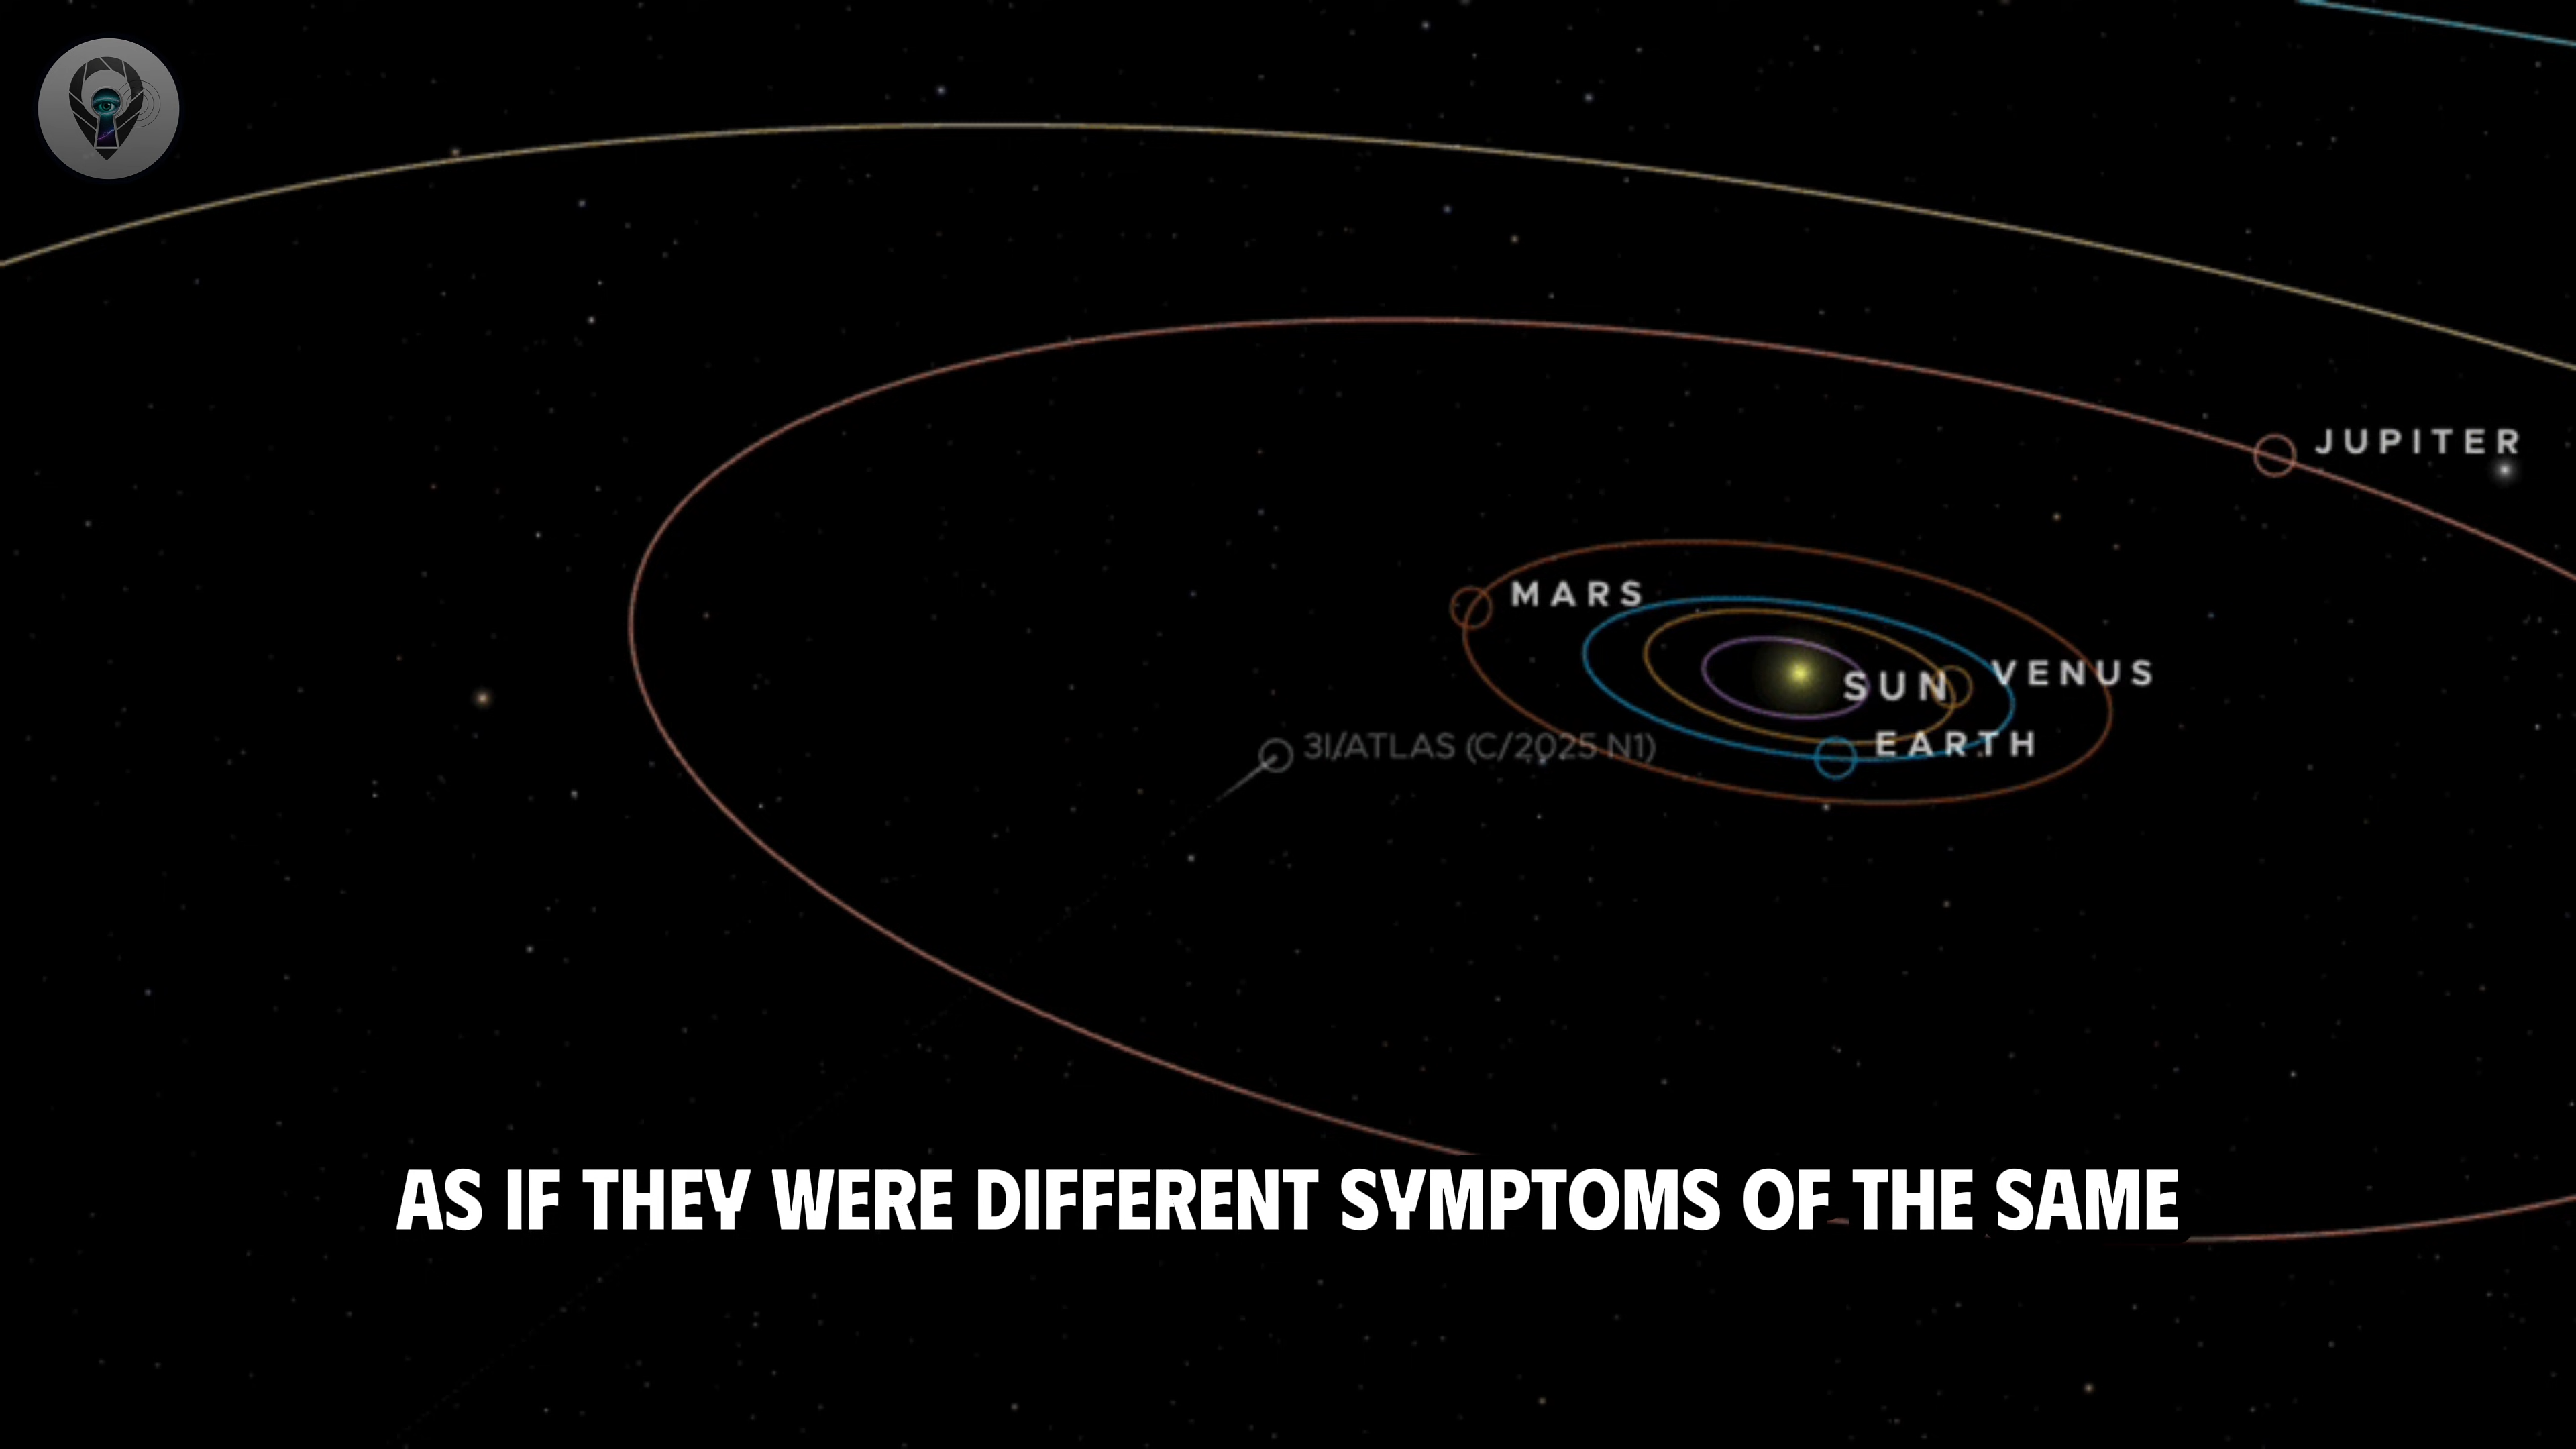 JUPITER
MARS
VENUS
SUN
EARTH
3I/ATLAS (C/2025 N1)
AS IF THEY WERE DIFFERENT SYMPTOMS OF THE SAME